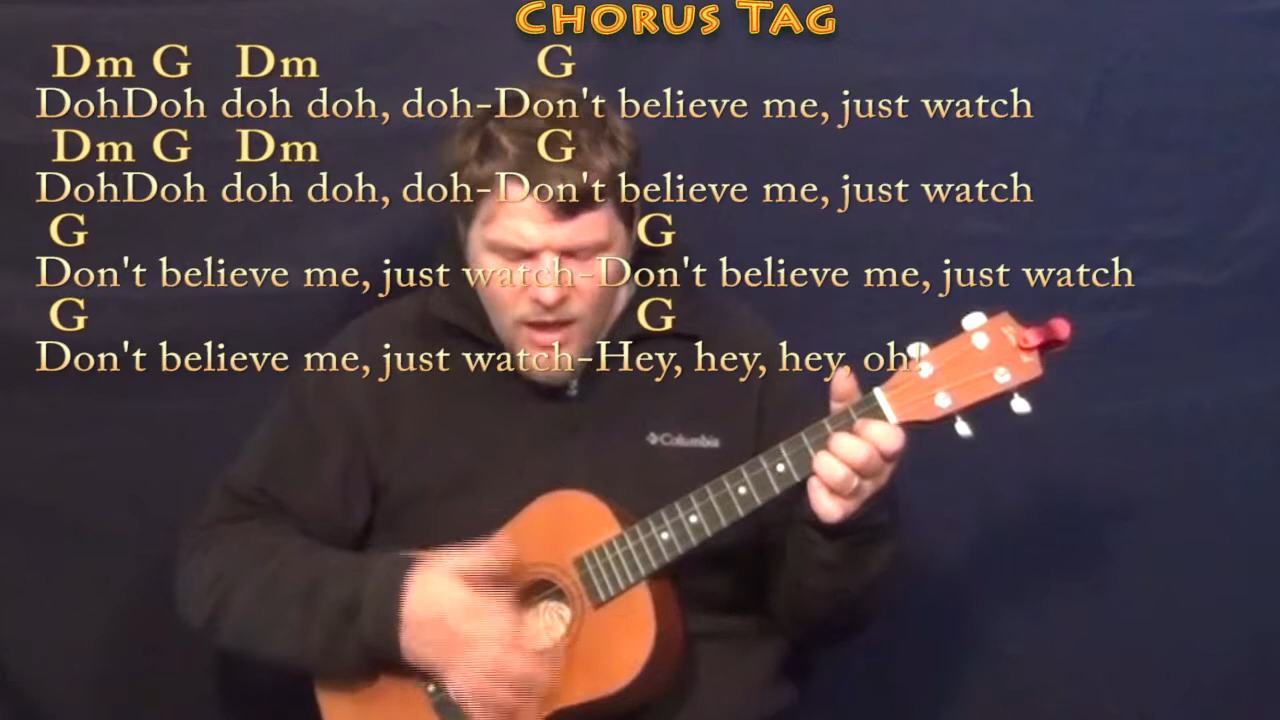 CHORUS TAG
Dm G Dm G
DohDoh doh doh, doh-Don't believe me, just watch
Dm G Dm G
DohDoh doh doh, doh-Don't believe me, just watch
G G
Don't believe me, just watch-Don't believe me, just watch
G G
Don't believe me, just watch-Hey, hey, hey, oh!
Columbia